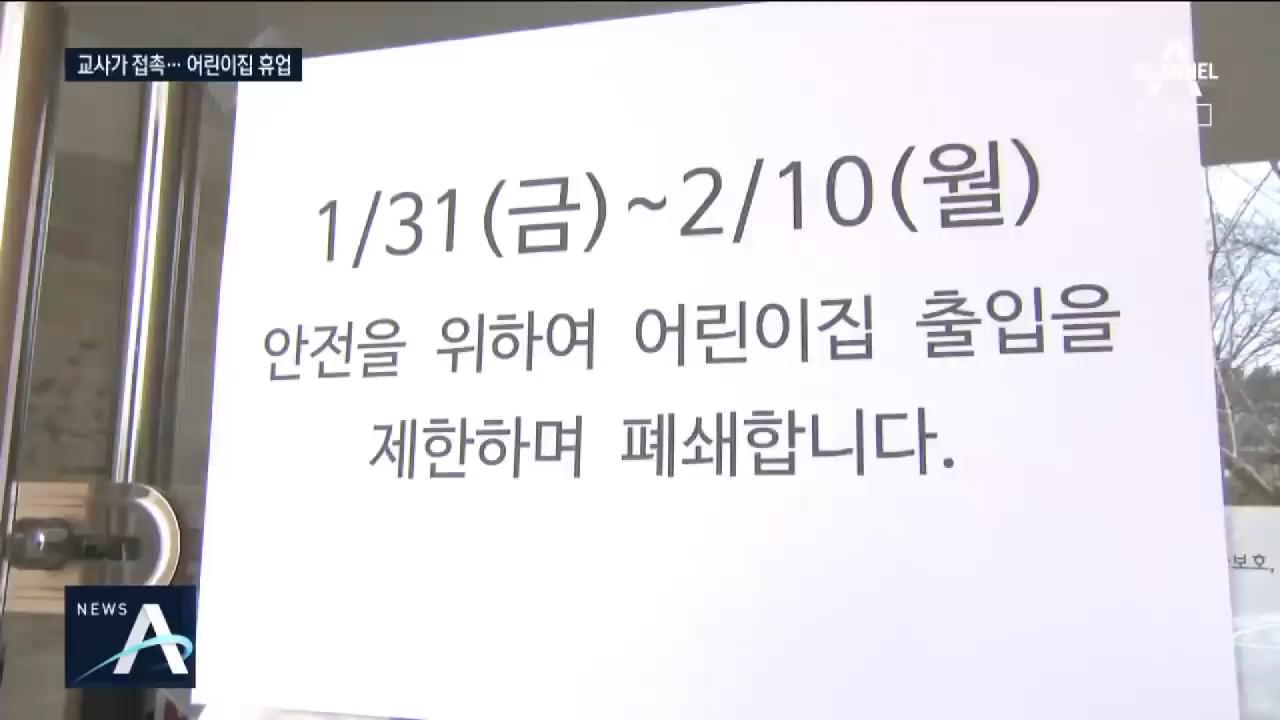 교사가 접촉… 어린이집 휴업
CHANNEL A
1/31(금)~2/10(월)
안전을 위하여 어린이집 출입을
제한하며 폐쇄합니다.
보호,
NEWS A